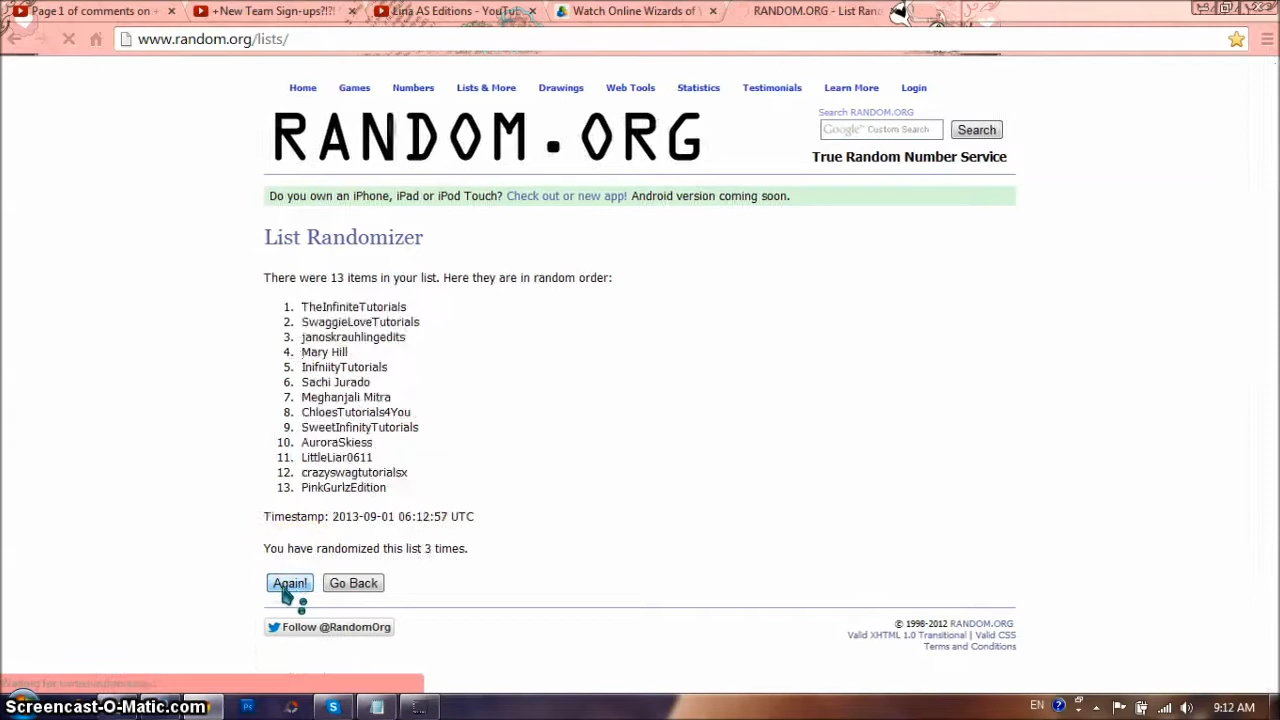 Page 1 of comments on +
+New Team Sign-ups?!?!
Lina AS Editions - YouTub
Watch Online Wizards of
RANDOM.ORG - List Ran
www.random.org/lists/
Home Games Numbers Lists & More Drawings Web Tools Statistics Testimonials Learn More Login
RANDOM.ORG
Search RANDOM.ORG
Google™ Custom Search
Search
True Random Number Service
Do you own an iPhone, iPad or iPod Touch? Check out or new app! Android version coming soon.
List Randomizer
There were 13 items in your list. Here they are in random order:
1. TheInfiniteTutorials
2. SwaggieLoveTutorials
3. janoskrauhlingedits
4. Mary Hill
5. InifniityTutorials
6. Sachi Jurado
7. Meghanjali Mitra
8. ChloesTutorials4You
9. SweetInfinityTutorials
10. AuroraSkiess
11. LittleLiar0611
12. crazyswagtutorialsx
13. PinkGurlzEdition
Timestamp: 2013-09-01 06:12:57 UTC
You have randomized this list 3 times.
Again! Go Back
Follow @RandomOrg
© 1998-2012 RANDOM.ORG
Valid XHTML 1.0 Transitional | Valid CSS
Terms and Conditions
Screencast-O-Matic.com
EN
9:12 AM